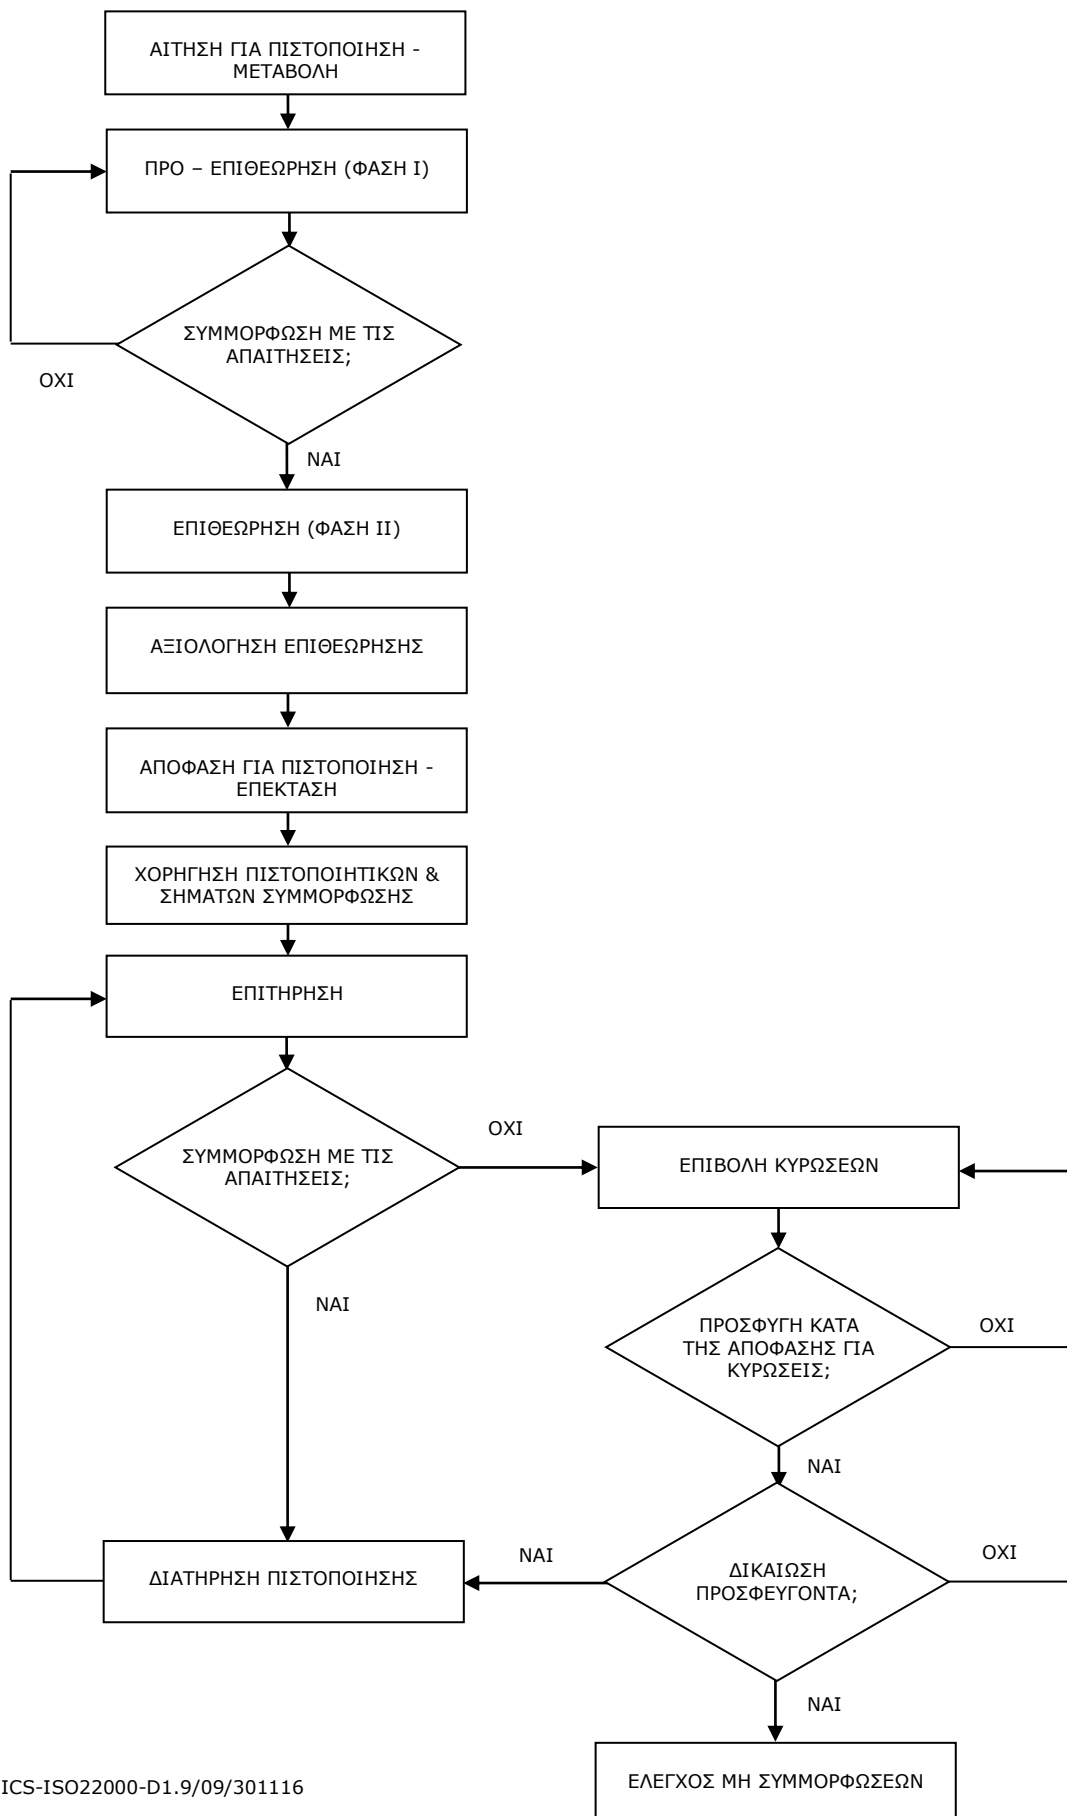 ΑΙΤΗΣΗ ΓΙΑ ΠΙΣΤΟΠΟΙΗΣΗ -
ΜΕΤΑΒΟΛΗ
ΠΡΟ – ΕΠΙΘΕΩΡΗΣΗ (ΦΑΣΗ Ι)
ΣΥΜΜΟΡΦΩΣΗ ΜΕ ΤΙΣ
ΑΠΑΙΤΗΣΕΙΣ;
ΟΧΙ
ΝΑΙ
ΕΠΙΘΕΩΡΗΣΗ (ΦΑΣΗ ΙΙ)
ΑΞΙΟΛΟΓΗΣΗ ΕΠΙΘΕΩΡΗΣΗΣ
ΑΠΟΦΑΣΗ ΓΙΑ ΠΙΣΤΟΠΟΙΗΣΗ -
ΕΠΕΚΤΑΣΗ
ΧΟΡΗΓΗΣΗ ΠΙΣΤΟΠΟΙΗΤΙΚΩΝ &
ΣΗΜΑΤΩΝ ΣΥΜΜΟΡΦΩΣΗΣ
ΕΠΙΤΗΡΗΣΗ
ΣΥΜΜΟΡΦΩΣΗ ΜΕ ΤΙΣ
ΑΠΑΙΤΗΣΕΙΣ;
ΟΧΙ
ΕΠΙΒΟΛΗ ΚΥΡΩΣΕΩΝ
ΝΑΙ
ΠΡΟΣΦΥΓΗ ΚΑΤΑ
ΤΗΣ ΑΠΟΦΑΣΗΣ ΓΙΑ
ΚΥΡΩΣΕΙΣ;
ΟΧΙ
ΝΑΙ
ΔΙΑΤΗΡΗΣΗ ΠΙΣΤΟΠΟΙΗΣΗΣ
ΝΑΙ
ΔΙΚΑΙΩΣΗ
ΠΡΟΣΦΕΥΓΟΝΤΑ;
ΟΧΙ
ΝΑΙ
ΕΛΕΓΧΟΣ ΜΗ ΣΥΜΜΟΡΦΩΣΕΩΝ
ICS-ISO22000-D1.9/09/301116